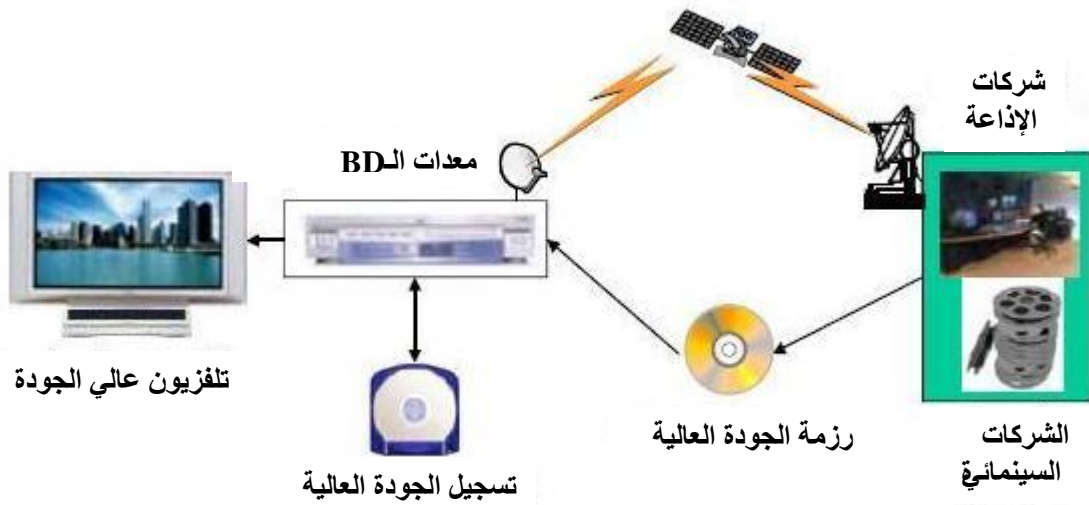 شركات
الإذاعة
معدات الـBD
تلفزيون عالي الجودة
رزمة الجودة العالية
تسجيل الجودة العالية
الشركات
السينمائية